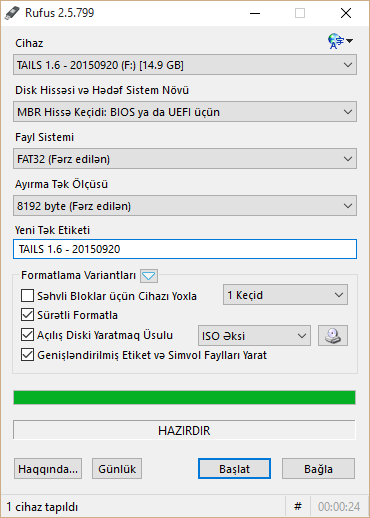 Rufus 2.5.799
Cihaz
TAILS 1.6 - 20150920 (F:) [14.9 GB]
Disk Hissəsi və Hədəf Sistem Növü
MBR Hissə Keçidi: BIOS ya da UEFI üçün
Fayl Sistemi
FAT32 (Fərz edilən)
Ayırma Tək Ölçüsü
8192 byte (Fərz edilən)
Yeni Tək Etiketi
TAILS 1.6 - 20150920
Formatlama Variantları
Səhvli Bloklar üçün Cihazı Yoxla 1 Keçid
Sürətli Formatla
Açılış Diski Yaratmaq Üsulu ISO Əksi
Genişləndirilmiş Etiket və Simvol Faylları Yarat
HAZIRDIR
Haqqında... Günlük Başlat Bağla
1 cihaz tapıldı # 00:00:24